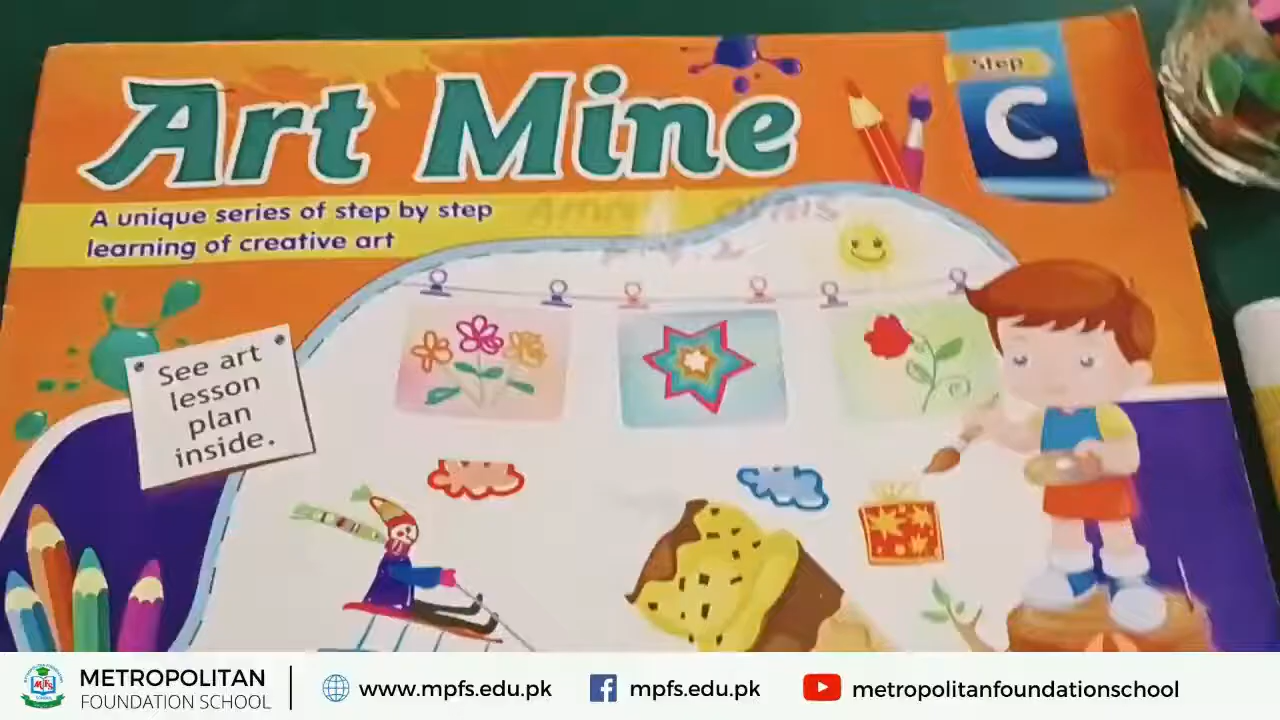 Art Mine
Step
C
A unique series of step by step
learning of creative art
See art
lesson
plan
inside.
METROPOLITAN
FOUNDATION SCHOOL
www.mpfs.edu.pk
mpfs.edu.pk
metropolitanfoundationschool